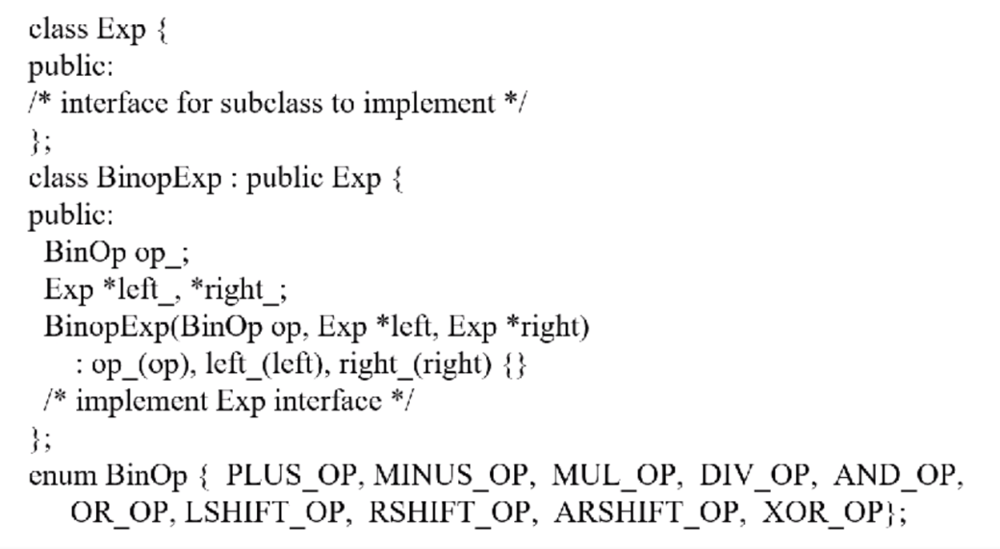 class Exp {
public:
/* interface for subclass to implement */
};
class BinopExp : public Exp {
public:
BinOp op_;
Exp *left_, *right_;
BinopExp(BinOp op, Exp *left, Exp *right)
: op_(op), left_(left), right_(right) {}
/* implement Exp interface */
};
enum BinOp { PLUS_OP, MINUS_OP, MUL_OP, DIV_OP, AND_OP,
OR_OP, LSHIFT_OP, RSHIFT_OP, ARSHIFT_OP, XOR_OP};